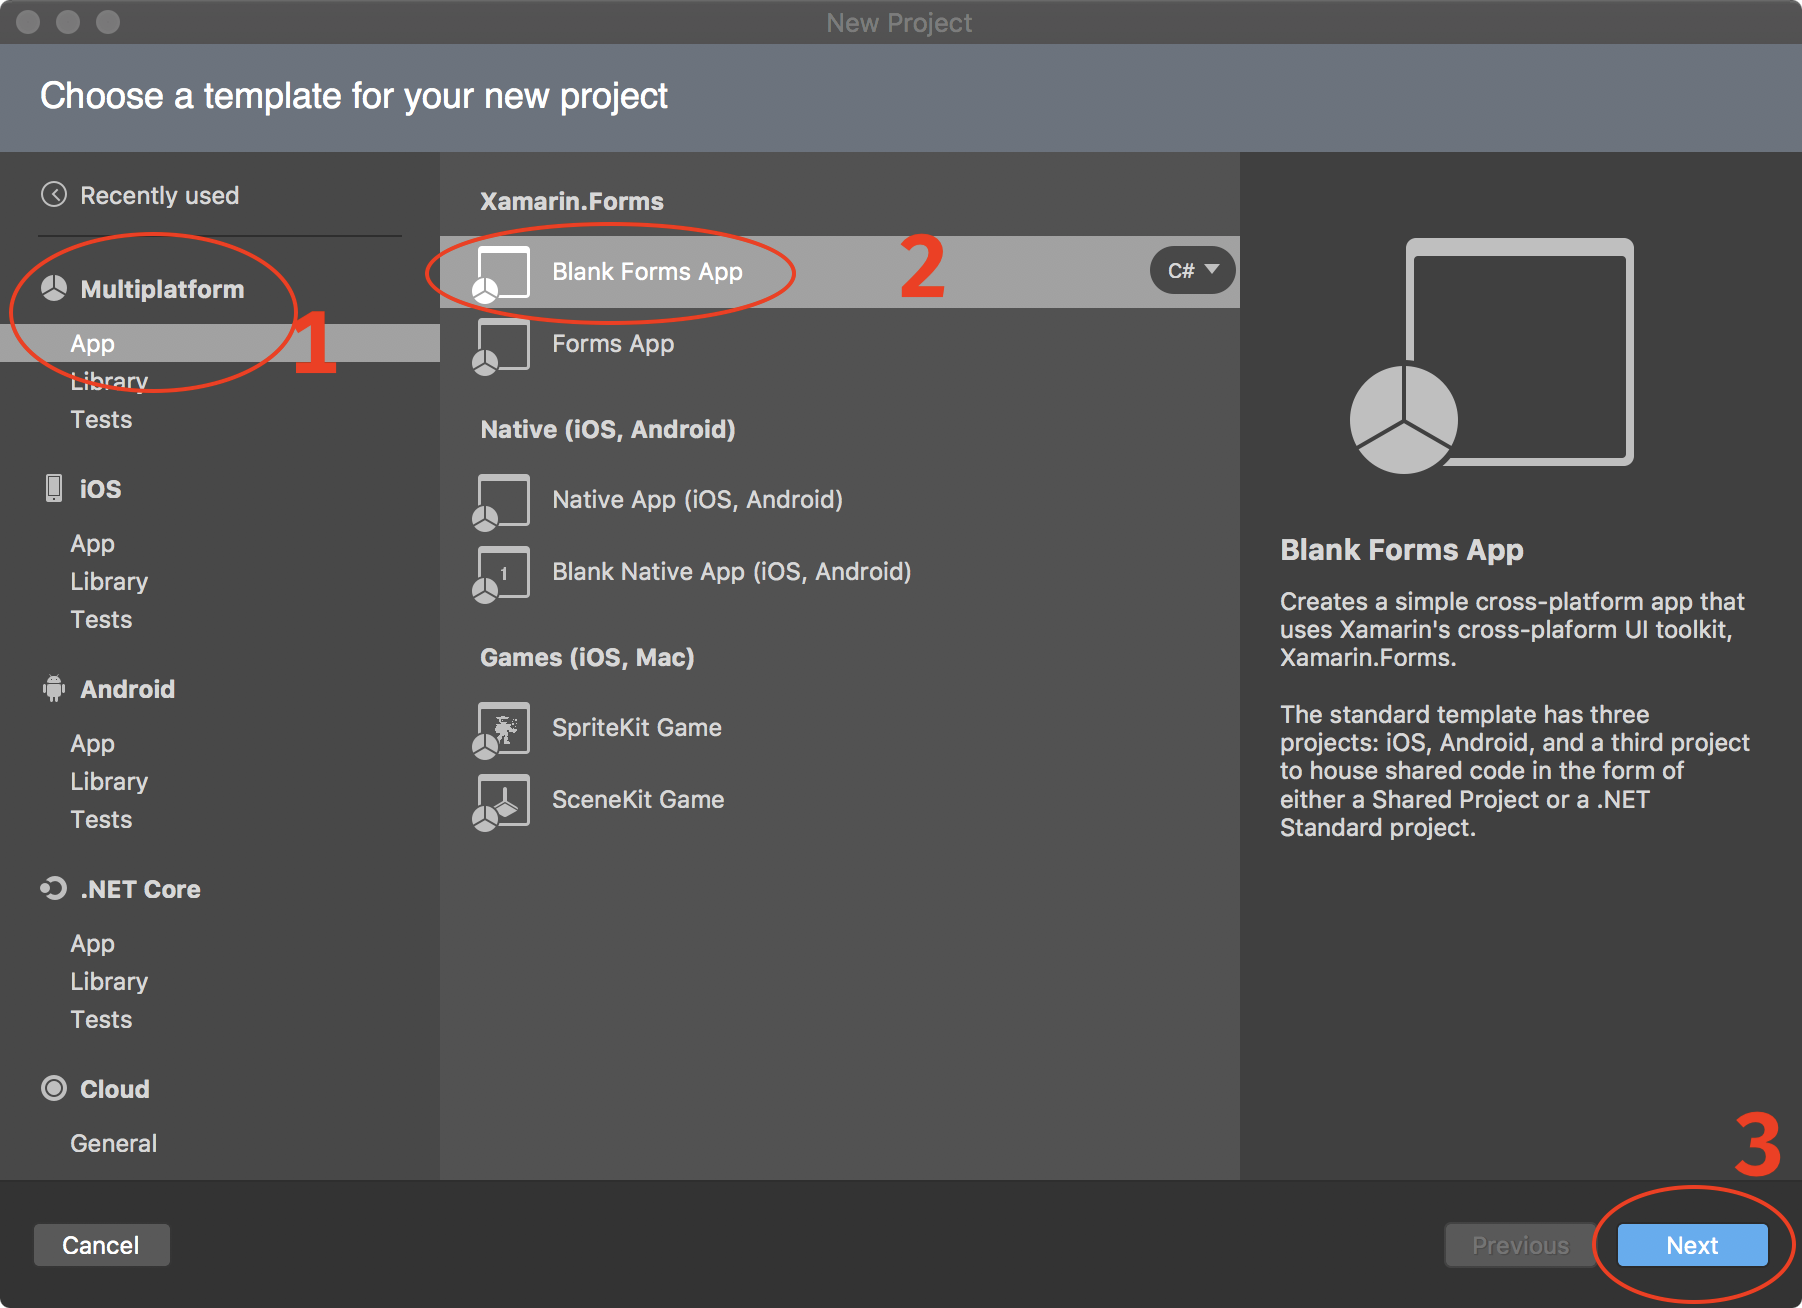 New Project
Choose a template for your new project
Recently used
Multiplatform
App
Library
Tests
iOS
App
Library
Tests
Android
App
Library
Tests
.NET Core
App
Library
Tests
Cloud
General
1
Xamarin.Forms
Blank Forms App
2
C#
Forms App
Native (iOS, Android)
Native App (iOS, Android)
1
Blank Native App (iOS, Android)
Games (iOS, Mac)
SpriteKit Game
SceneKit Game
Blank Forms App
Creates a simple cross-platform app that
uses Xamarin's cross-plaform UI toolkit,
Xamarin.Forms.
The standard template has three
projects: iOS, Android, and a third project
to house shared code in the form of
either a Shared Project or a .NET
Standard project.
3
Cancel
Previous
Next